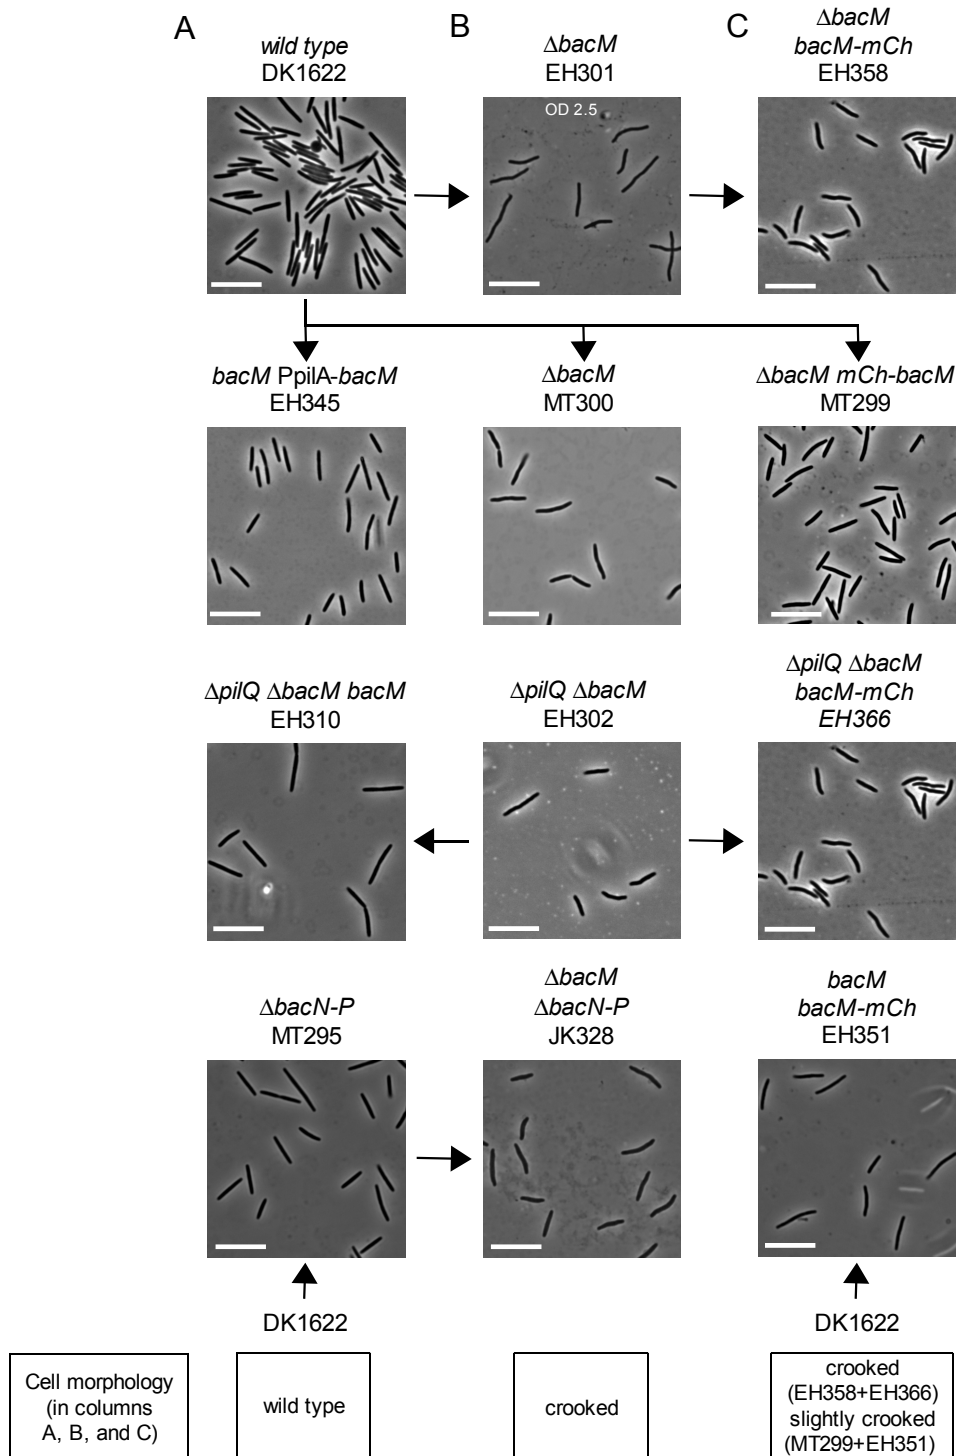 A
B
C
wild type
DK1622
ΔbacM
EH301
ΔbacM
bacM-mCh
EH358
OD 2.5
bacM PpilA-bacM
EH345
ΔbacM
MT300
ΔbacM mCh-bacM
MT299
ΔpilQ ΔbacM bacM
EH310
ΔpilQ ΔbacM
EH302
ΔpilQ ΔbacM
bacM-mCh
EH366
ΔbacN-P
MT295
ΔbacM
ΔbacN-P
JK328
bacM
bacM-mCh
EH351
DK1622
DK1622
Cell morphology
(in columns
A, B, and C)
wild type
crooked
crooked
(EH358+EH366)
slightly crooked
(MT299+EH351)